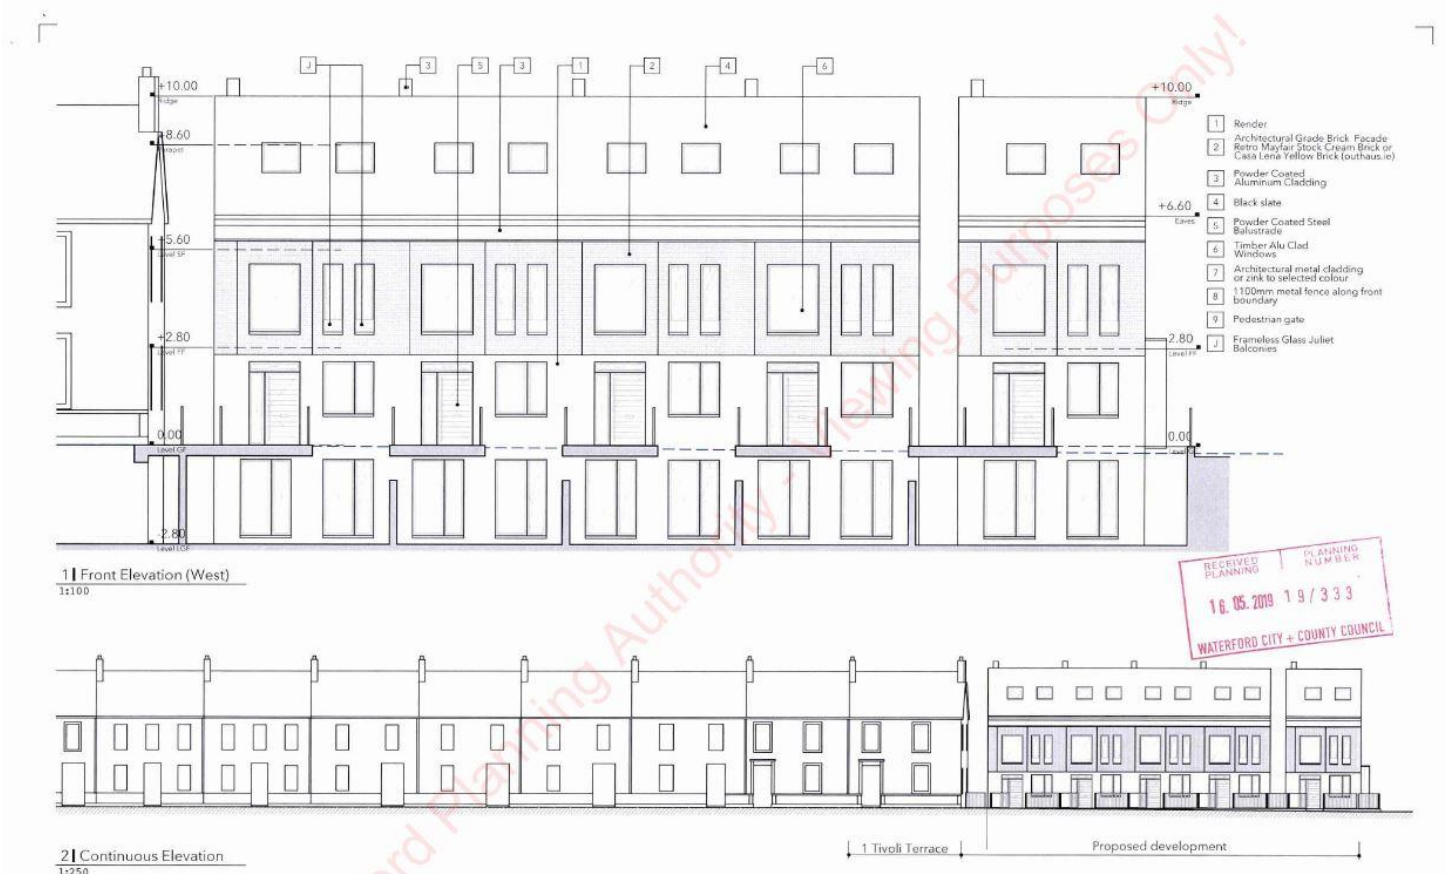 J 3 5 3 1 2 4 6
+10.00
Ridge
+8.60
Parapet
+5.60
Level SF
+2.80
Level FF
0.00
Level GF
-2.80
Level LGF
+10.00
Ridge
+6.60
Eaves
2.80
Level FF
0.00
1 Render
2 Architectural Grade Brick Facade
Retro Mayfair Stock Cream Brick or
Casa Lena Yellow Brick (outhaus.ie)
3 Powder Coated
Aluminum Cladding
4 Black slate
5 Powder Coated Steel
Balustrade
6 Timber Alu Clad
Windows
7 Architectural metal cladding
or zink to selected colour
8 1100mm metal fence along front
boundary
9 Pedestrian gate
J Frameless Glass Juliet
Balconies
1 Front Elevation (West)
1:100
RECEIVED
PLANNING
PLANNING
NUMBER
16.05.2019 19/333
WATERFORD CITY + COUNTY COUNCIL
2 Continuous Elevation
1:250
1 Tivoli Terrace
Proposed development
ord Planning Authority - Viewing Purposes Only!